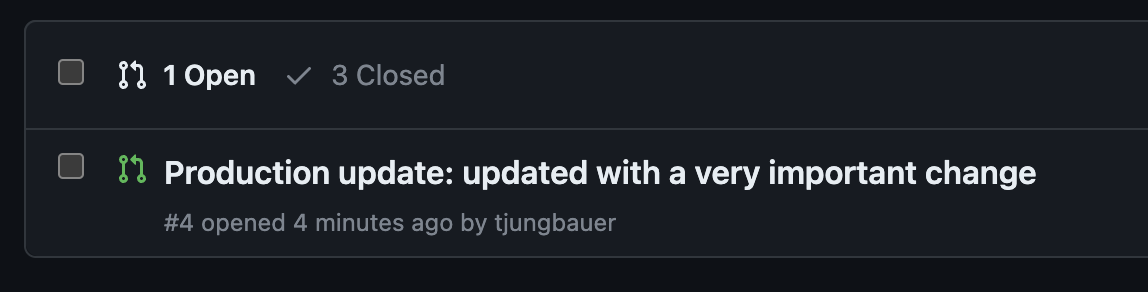 1 Open 3 Closed
Production update: updated with a very important change
#4 opened 4 minutes ago by tjungbauer